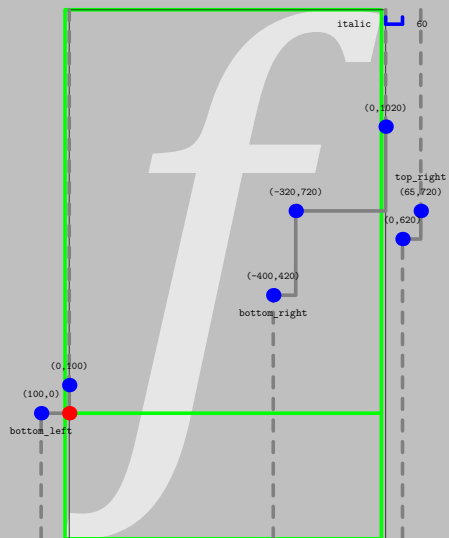 italic 60
(0,1020)
top_right
(-320,720) (65,720)
(0,620)
(-400,420)
bottom_right
(0,100)
(100,0)
bottom_left
f